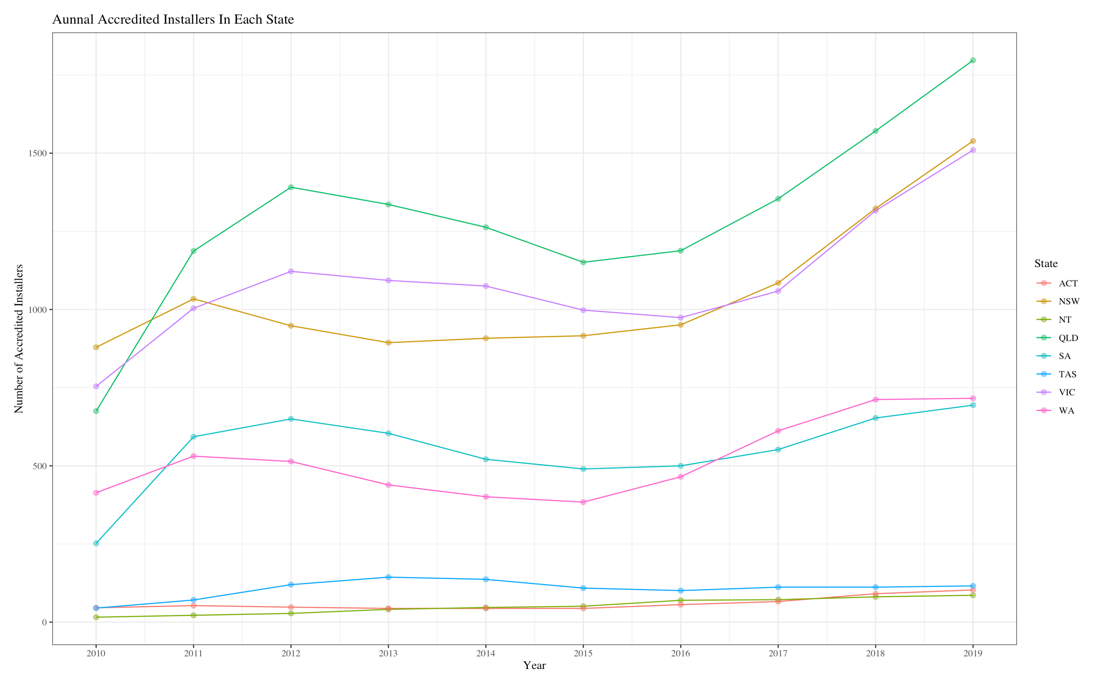 Aunnal Accredited Installers In Each State
Number of Accredited Installers
1500
1000
500
0
2010 2011 2012 2013 2014 2015 2016 2017 2018 2019
Year
State
ACT
NSW
NT
QLD
SA
TAS
VIC
WA